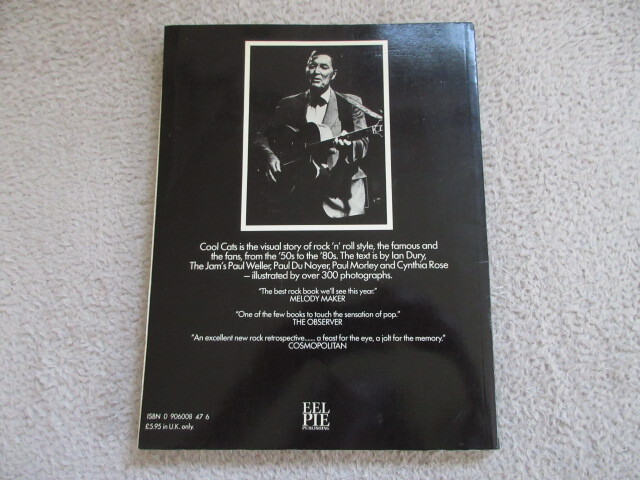 Cool Cats is the visual story of rock 'n' roll style, the famous and
the fans, from the '50s to the '80s. The text is by Ian Dury,
The Jam's Paul Weller, Paul Du Noyer, Paul Morley and Cynthia Rose
– illustrated by over 300 photographs.
"The best rock book we'll see this year."
MELODY MAKER
"One of the few books to touch the sensation of pop."
THE OBSERVER
"An excellent new rock retrospective..... a feast for the eye, a jolt for the memory."
COSMOPOLITAN
ISBN 0 906008 47 6
£5.95 in U.K. only.
EEL
PIE
PUBLISHING